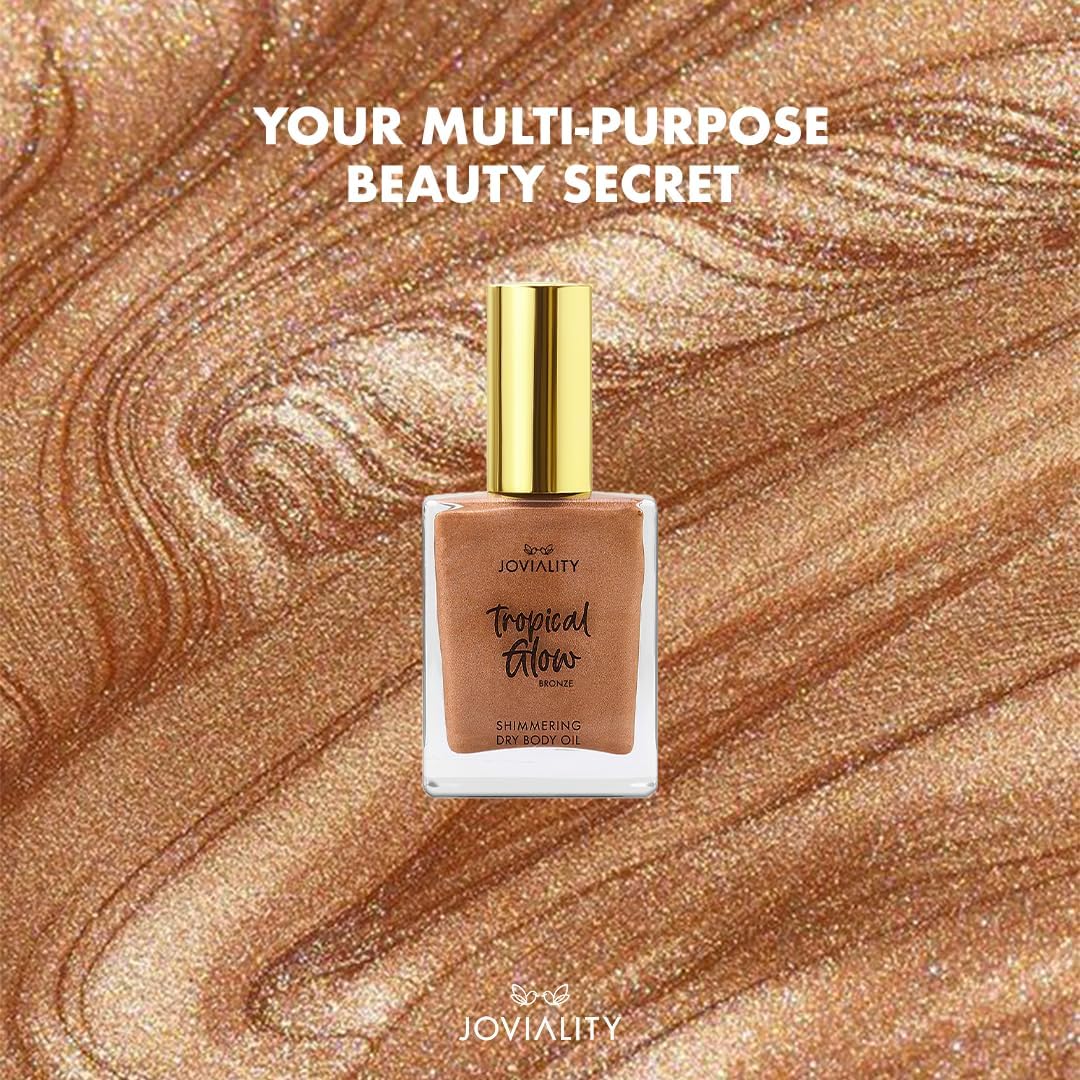 YOUR MULTI-PURPOSE
BEAUTY SECRET
JOVIALITY
Tropical
Glow
BRONZE
SHIMMERING
DRY BODY OIL
JOVIALITY